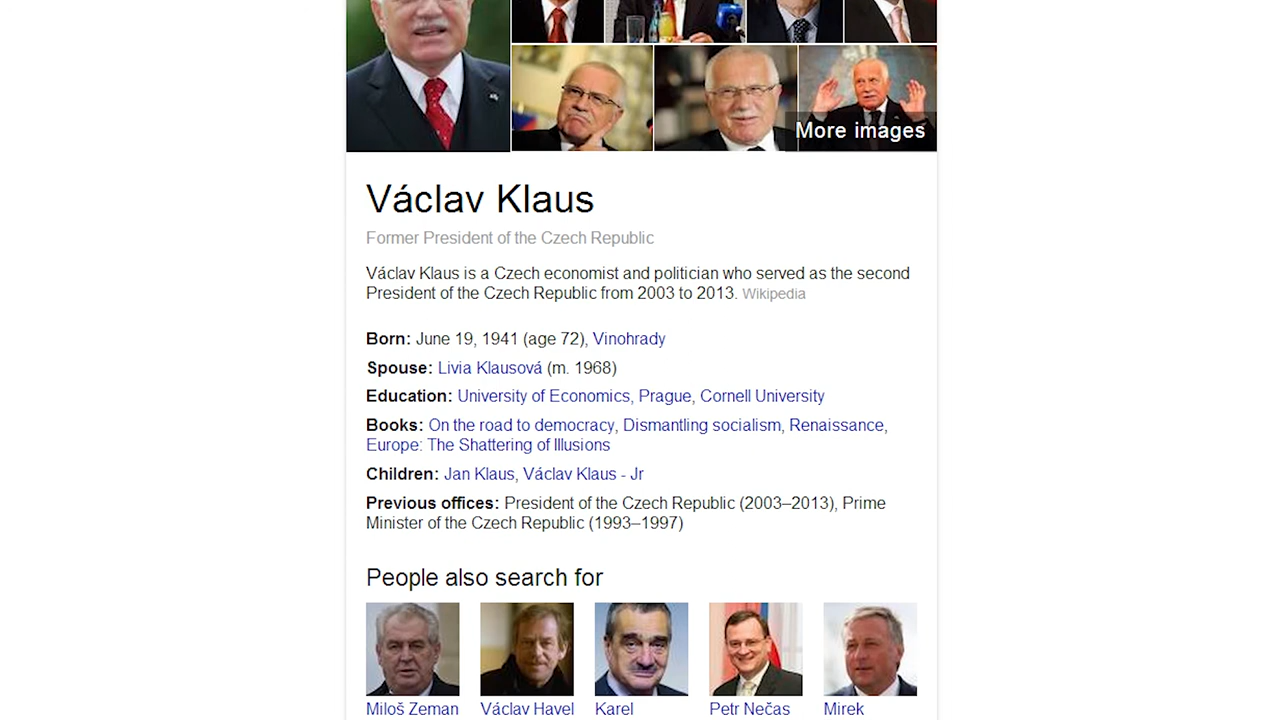 More images
Václav Klaus
Former President of the Czech Republic
Václav Klaus is a Czech economist and politician who served as the second
President of the Czech Republic from 2003 to 2013. Wikipedia
Born: June 19, 1941 (age 72), Vinohrady
Spouse: Livia Klausová (m. 1968)
Education: University of Economics, Prague, Cornell University
Books: On the road to democracy, Dismantling socialism, Renaissance,
Europe: The Shattering of Illusions
Children: Jan Klaus, Václav Klaus - Jr
Previous offices: President of the Czech Republic (2003–2013), Prime
Minister of the Czech Republic (1993–1997)
People also search for
Miloš Zeman Václav Havel Karel Petr Nečas Mirek